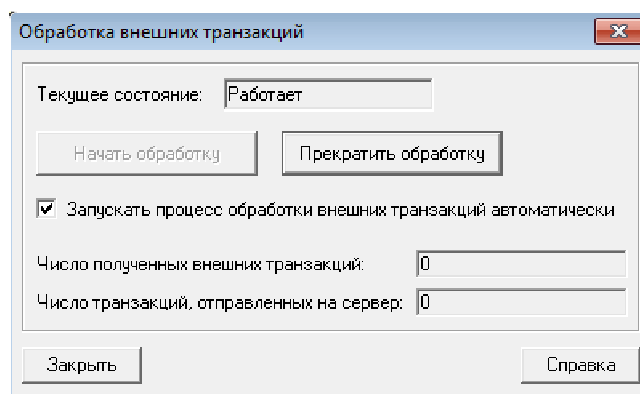 Обработка внешних транзакций
Текущее состояние: Работает
Начать обработку Прекратить обработку
Запускать процесс обработки внешних транзакций автоматически
Число полученных внешних транзакций: 0
Число транзакций, отправленных на сервер: 0
Закрыть Справка